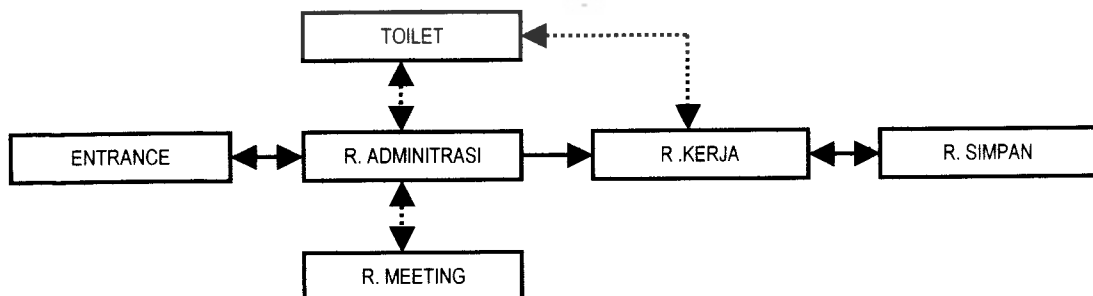 TOILET
ENTRANCE
R. ADMINITRASI
R .KERJA
R. SIMPAN
R. MEETING